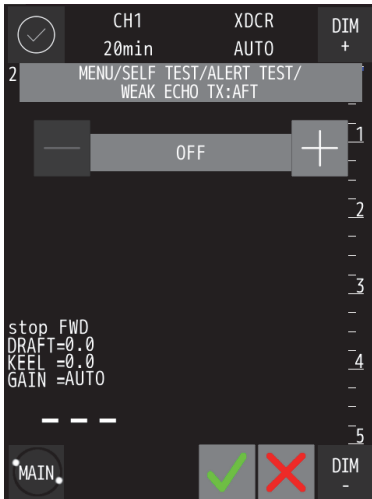 CH1 XDCR DIM
20min AUTO +
2 MENU/SELF TEST/ALERT TEST/
WEAK ECHO TX:AFT
1
OFF
2
3
stop FWD
DRAFT=0.0
KEEL =0.0
4
GAIN =AUTO
---
5
MAIN DIM
-